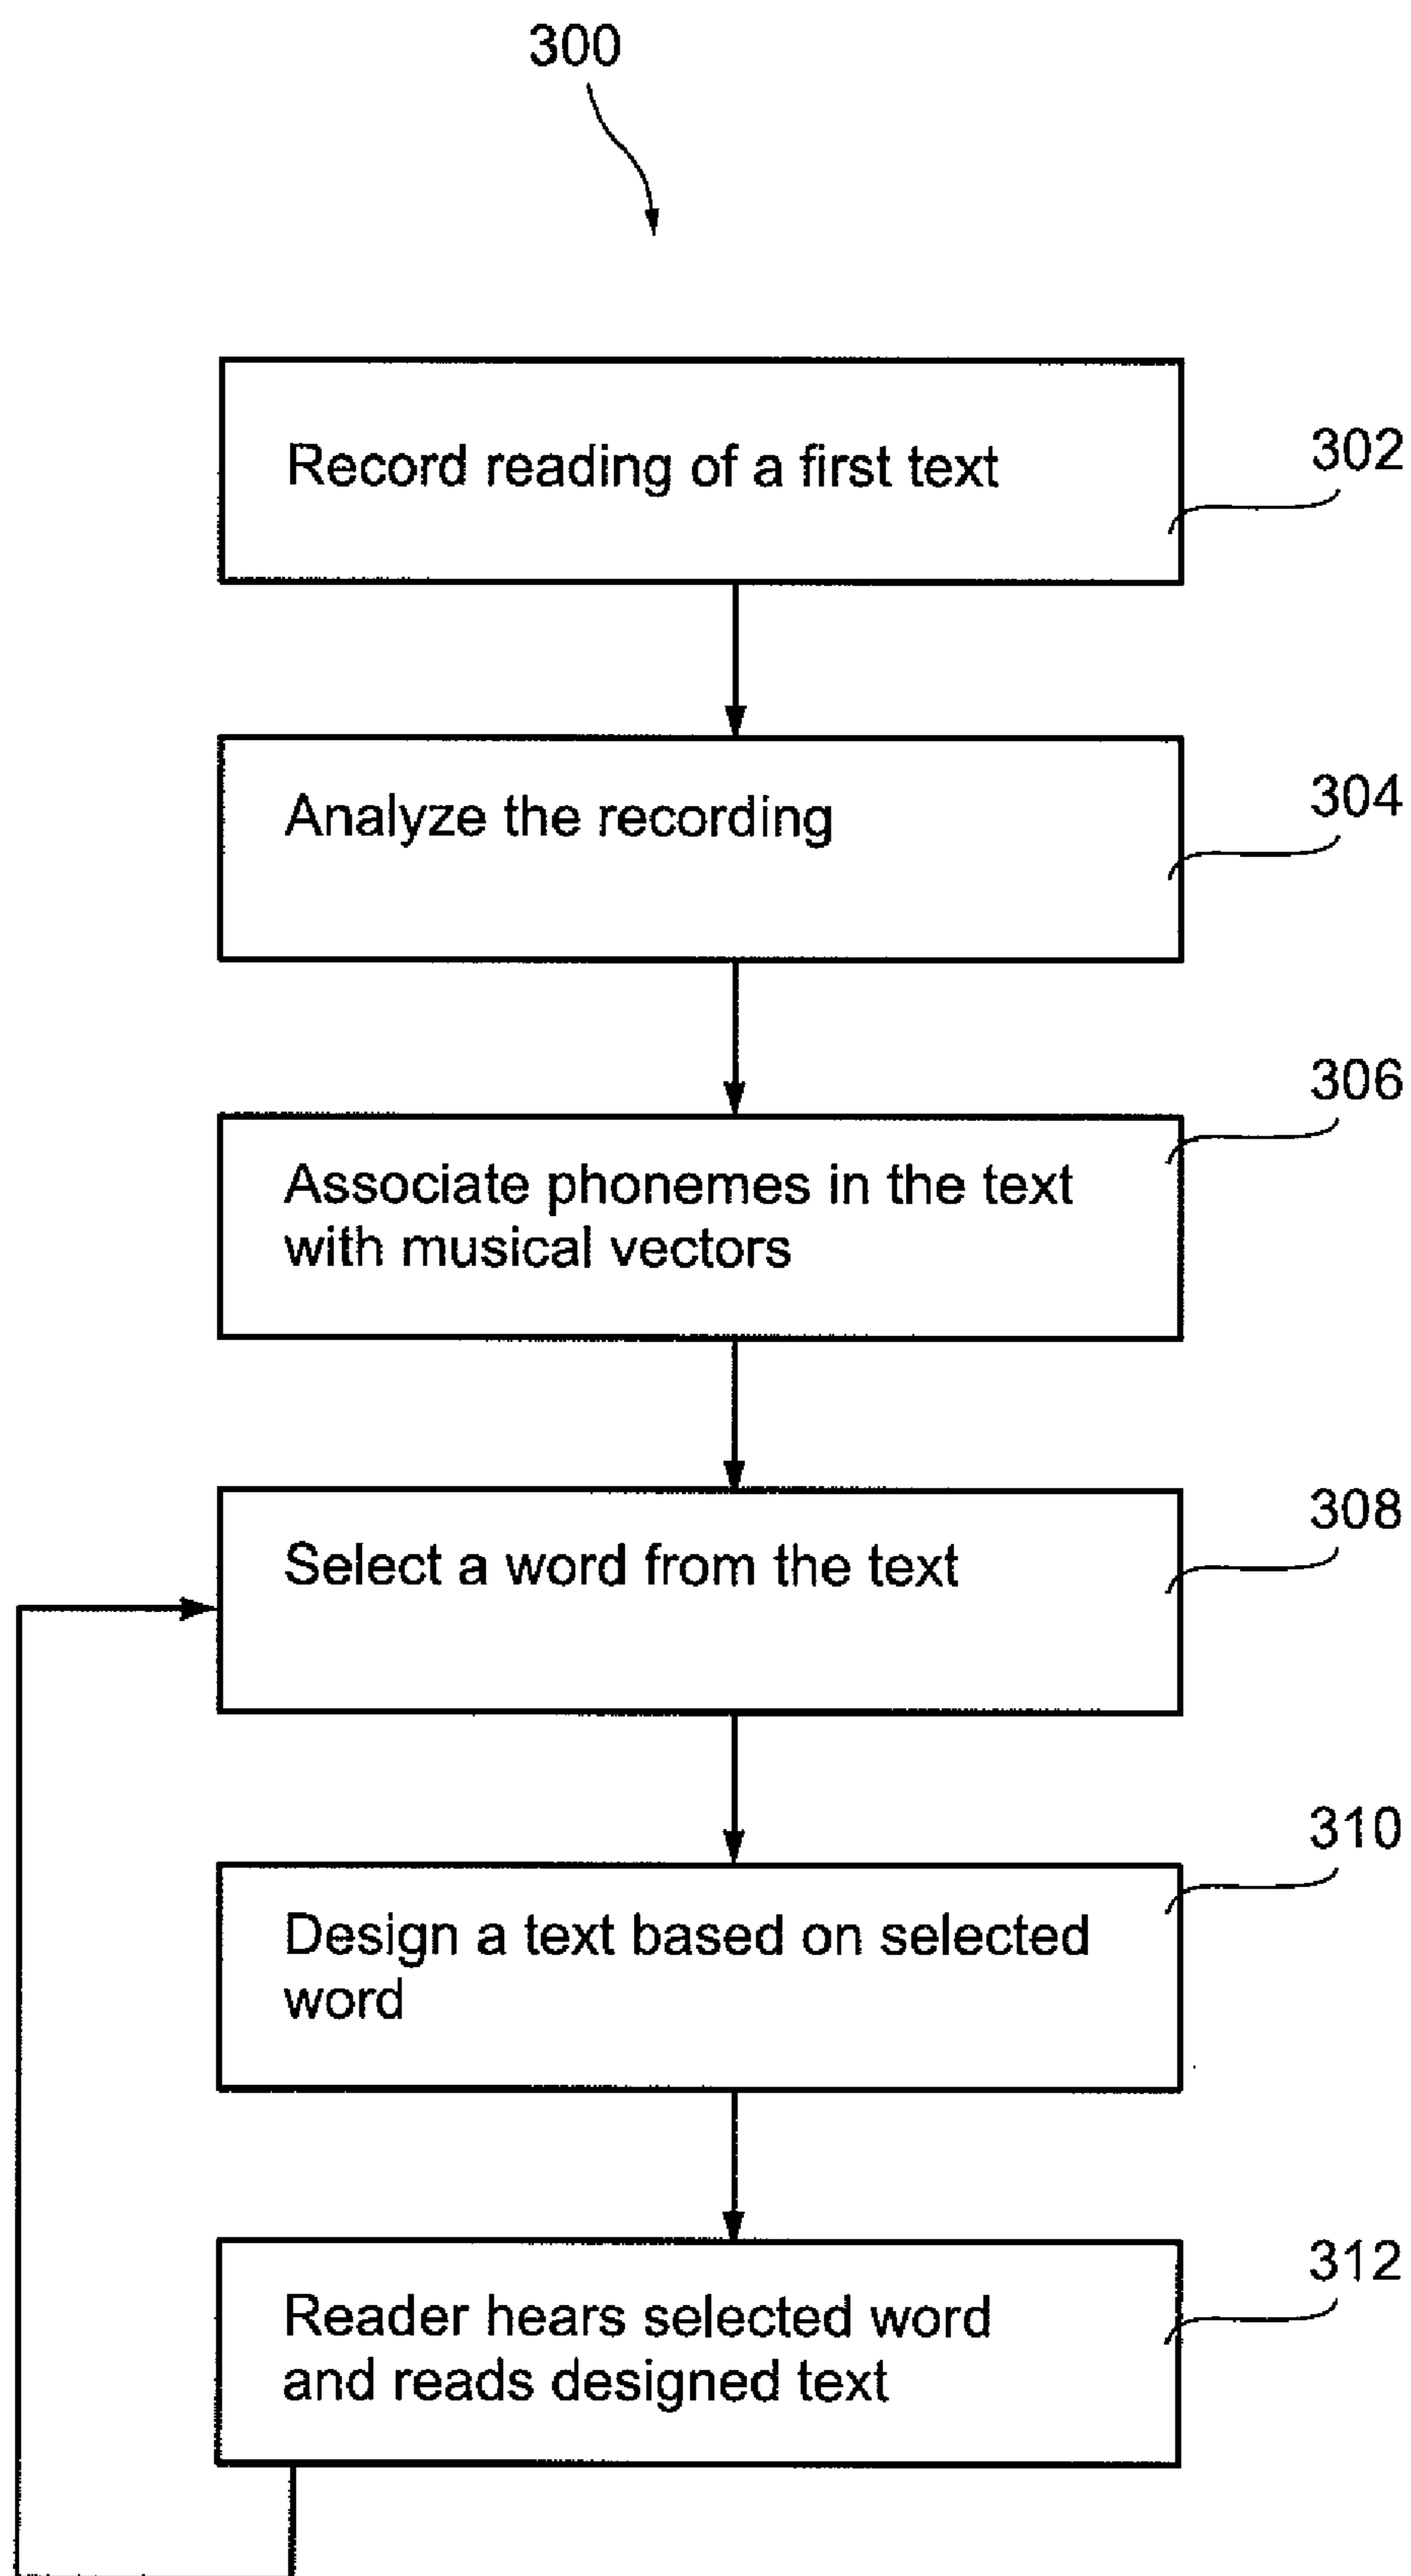 300
Record reading of a first text
302
Analyze the recording
304
306
Associate phonemes in the text
with musical vectors
308
Select a word from the text
310
Design a text based on selected
word
312
Reader hears selected word
and reads designed text